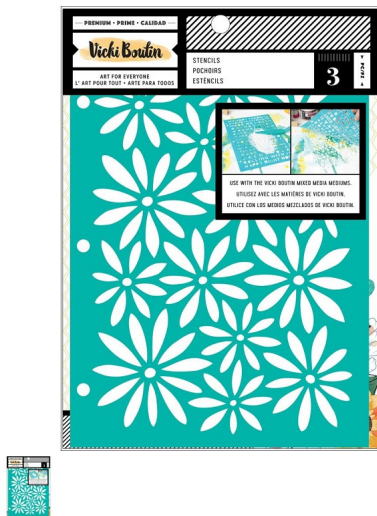 PREMIUM • PRIME • CALIDAD
Vicki Boutin
ART FOR EVERYONE
L' ART POUR TOUT • ARTE PARA TODOS
STENCILS
POCHOIRS
ESTÉNCILS
3
PC/PZ
USE WITH THE VICKI BOUTIN MIXED MEDIA MEDIUMS.
UTILISEZ AVEC LES MATIÈRES DE VICKI BOUTIN.
UTILICE CON LOS MEDIOS MEZCLADOS DE VICKI BOUTIN.